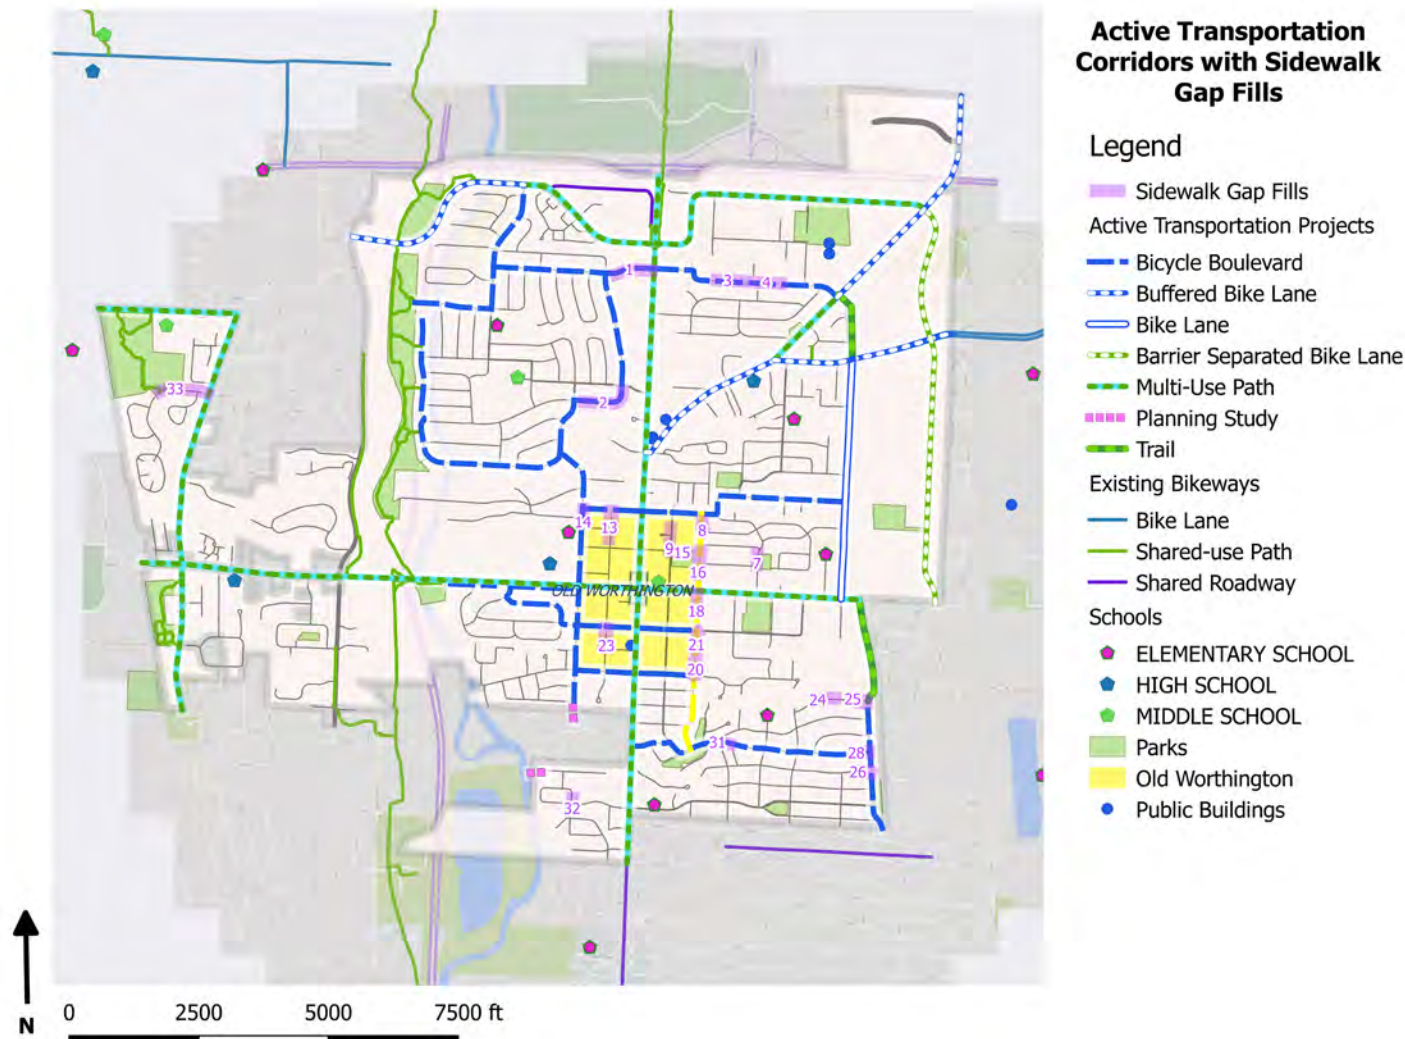 Active Transportation
Corridors with Sidewalk
Gap Fills
Legend
Sidewalk Gap Fills
Active Transportation Projects
Bicycle Boulevard
Buffered Bike Lane
Bike Lane
Barrier Separated Bike Lane
Multi-Use Path
Planning Study
Trail
Existing Bikeways
Bike Lane
Shared-use Path
Shared Roadway
Schools
ELEMENTARY SCHOOL
HIGH SCHOOL
MIDDLE SCHOOL
Parks
Old Worthington
Public Buildings
1
3 4
33
2
14 13
8
9 15
7
16
OLD WORTHINGTON
18
23
21
20
24 25
31
28
26
32
N
0 2500 5000 7500 ft